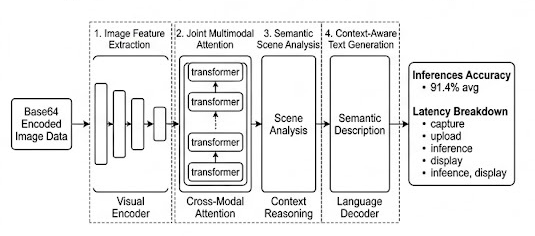 1. Image Feature
Extraction
2. Joint Multimodal
Attention
3. Semantic
Scene Analysis
4. Context-Aware
Text Generation
Base64
Encoded
Image Data
transformer
transformer
transformer
transformer
Scene
Analysis
Semantic
Description
Visual
Encoder
Cross-Modal
Attention
Context
Reasoning
Language
Decoder
Inferences Accuracy
• 91.4% avg
Latency Breakdown
• capture
• upload
• inference
• display
• infeence, display